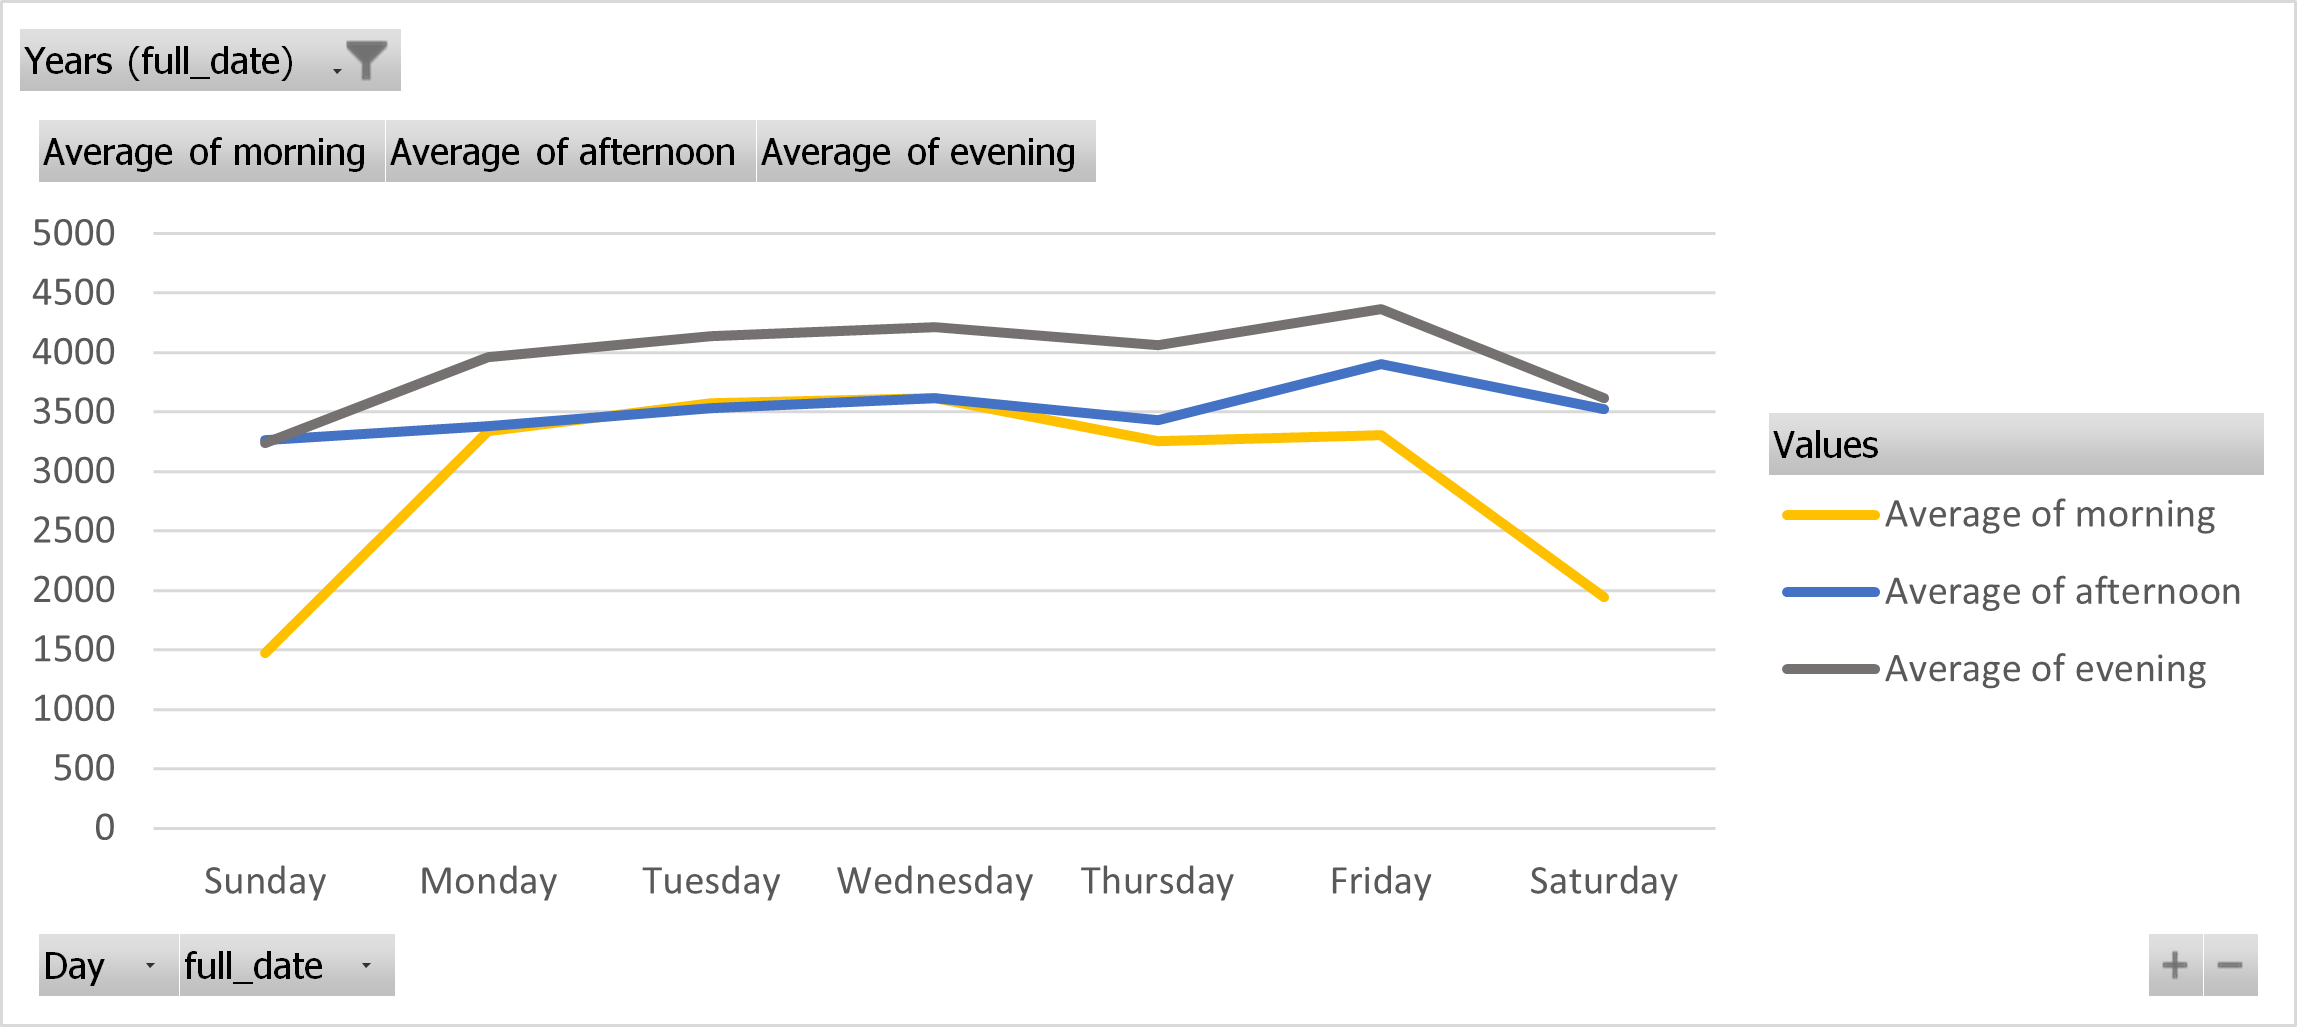 Years (full_date)
Average of morning Average of afternoon Average of evening
5000
4500
4000
3500
3000
2500
2000
1500
1000
500
0
Sunday Monday Tuesday Wednesday Thursday Friday Saturday
Values
Average of morning
Average of afternoon
Average of evening
Day full_date